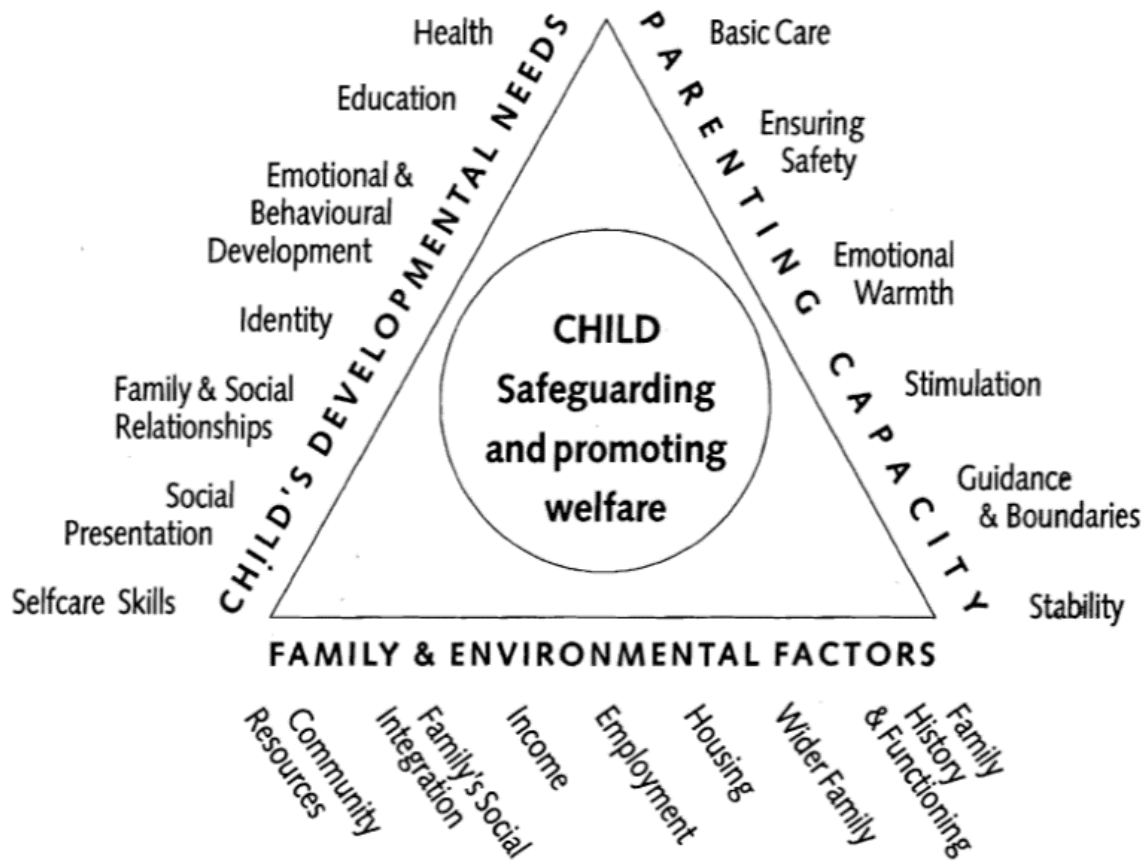 Health
Education
Emotional &
Behavioural
Development
Identity
Family & Social
Relationships
Social
Presentation
Selfcare Skills
CHILD'S DEVELOPMENTAL NEEDS
CHILD
Safeguarding
and promoting
welfare
PARENTING CAPACITY
Basic Care
Ensuring
Safety
Emotional
Warmth
Stimulation
Guidance
& Boundaries
Stability
FAMILY & ENVIRONMENTAL FACTORS
Community
Resources
Family's Social
Integration
Income
Employment
Housing
Wider Family
Family
History
& Functioning